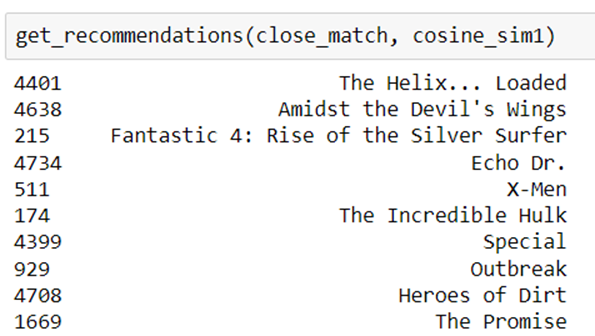 get_recommendations(close_match, cosine_sim1)
4401 The Helix... Loaded
4638 Amidst the Devil's Wings
215 Fantastic 4: Rise of the Silver Surfer
4734 Echo Dr.
511 X-Men
174 The Incredible Hulk
4399 Special
929 Outbreak
4708 Heroes of Dirt
1669 The Promise